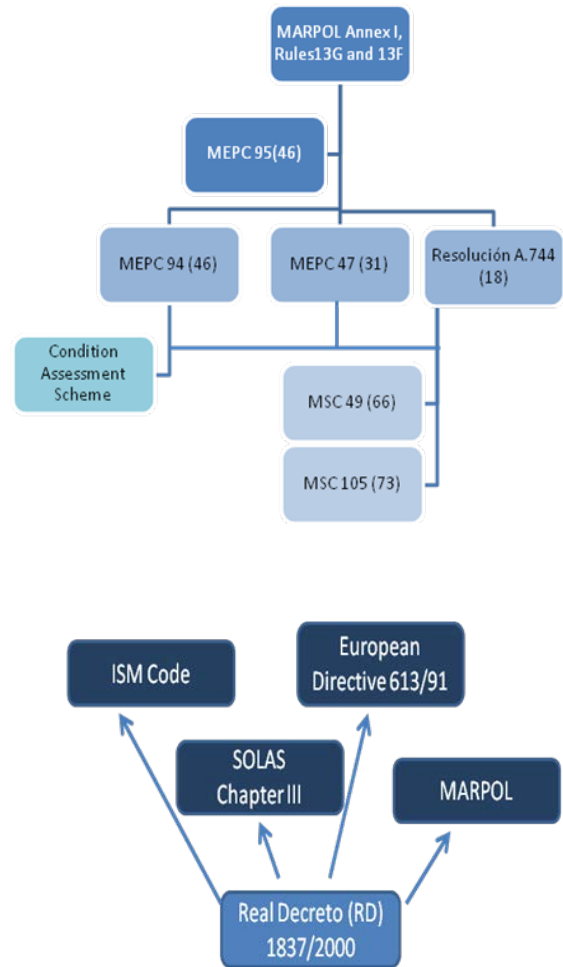 MARPOL Annex I,
Rules13G and 13F
MEPC 95(46)
MEPC 94 (46)
MEPC 47 (31)
Resolución A.744
(18)
Condition
Assessment
Scheme
MSC 49 (66)
MSC 105 (73)
ISM Code
European
Directive 613/91
SOLAS
Chapter III
MARPOL
Real Decreto (RD)
1837/2000